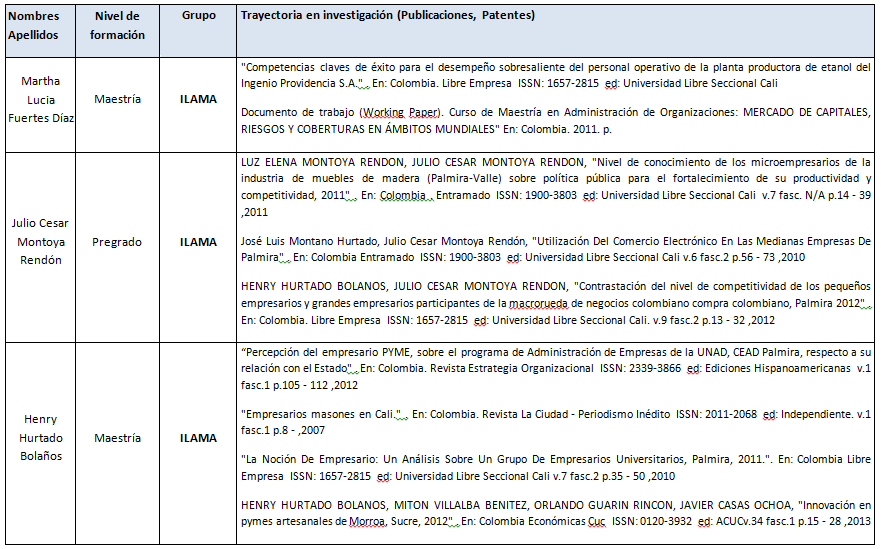 Nombres Apellidos
Nivel de formación
Grupo
Trayectoria en investigación (Publicaciones, Patentes)
Martha
Lucia
Fuertes Díaz
Maestría
ILAMA
"Competencias claves de éxito para el desempeño sobresaliente del personal operativo de la planta productora de etanol del
Ingenio Providencia S.A." . En: Colombia. Libre Empresa ISSN: 1657-2815 ed: Universidad Libre Seccional Cali
Documento de trabajo (Working Paper). Curso de Maestría en Administración de Organizaciones: MERCADO DE CAPITALES,
RIESGOS Y COBERTURAS EN ÁMBITOS MUNDIALES" En: Colombia. 2011. p.
Julio Cesar
Montoya
Rendón
Pregrado
ILAMA
LUZ ELENA MONTOYA RENDON, JULIO CESAR MONTOYA RENDON, "Nivel de conocimiento de los microempresarios de la
industria de muebles de madera (Palmira-Valle) sobre política pública para el fortalecimiento de su productividad y
competitividad, 2011" . En: Colombia . Entramado ISSN: 1900-3803 ed: Universidad Libre Seccional Cali v.7 fasc. N/A p.14 - 39
,2011
José Luis Montano Hurtado, Julio Cesar Montoya Rendón, "Utilización Del Comercio Electrónico En Las Medianas Empresas De
Palmira" . En: Colombia Entramado ISSN: 1900-3803 ed: Universidad Libre Seccional Cali v.6 fasc.2 p.56 - 73 ,2010
HENRY HURTADO BOLANOS, JULIO CESAR MONTOYA RENDON, "Contrastación del nivel de competitividad de los pequeños
empresarios y grandes empresarios participantes de la macrorueda de negocios colombiano compra colombiano, Palmira 2012" .
En: Colombia. Libre Empresa ISSN: 1657-2815 ed: Universidad Libre Seccional Cali. v.9 fasc.2 p.13 - 32 ,2012
Henry
Hurtado
Bolaños
Maestría
ILAMA
“Percepción del empresario PYME, sobre el programa de Administración de Empresas de la UNAD, CEAD Palmira, respecto a su
relación con el Estado" . En: Colombia. Revista Estrategia Organizacional ISSN: 2339-3866 ed: Ediciones Hispanoamericanas v.1
fasc.1 p.105 - 112 ,2012
"Empresarios masones en Cali." . En: Colombia. Revista La Ciudad - Periodismo Inédito ISSN: 2011-2068 ed: Independiente. v.1
fasc.1 p.8 - ,2007
"La Noción De Empresario: Un Análisis Sobre Un Grupo De Empresarios Universitarios, Palmira, 2011.". En: Colombia Libre
Empresa ISSN: 1657-2815 ed: Universidad Libre Seccional Cali v.7 fasc.2 p.35 - 50 ,2010
HENRY HURTADO BOLANOS, MITON VILLALBA BENITEZ, ORLANDO GUARIN RINCON, JAVIER CASAS OCHOA, "Innovación en
pymes artesanales de Morroa, Sucre, 2012" . En: Colombia Económicas Cuc ISSN: 0120-3932 ed: ACUCv.34 fasc.1 p.15 - 28 ,2013